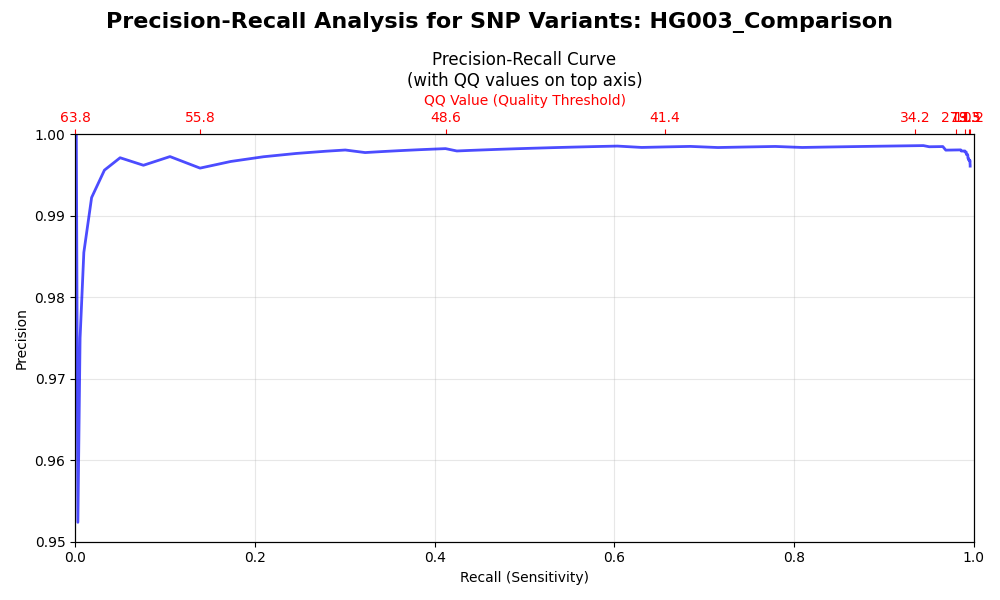 Precision-Recall Analysis for SNP Variants: HG003_Comparison
Precision-Recall Curve
(with QQ values on top axis)
QQ Value (Quality Threshold)
63.8 55.8 48.6 41.4 34.2
1.00
0.99
0.98
0.97
0.96
0.95
Precision
0.0 0.2 0.4 0.6 0.8 1.0
Recall (Sensitivity)